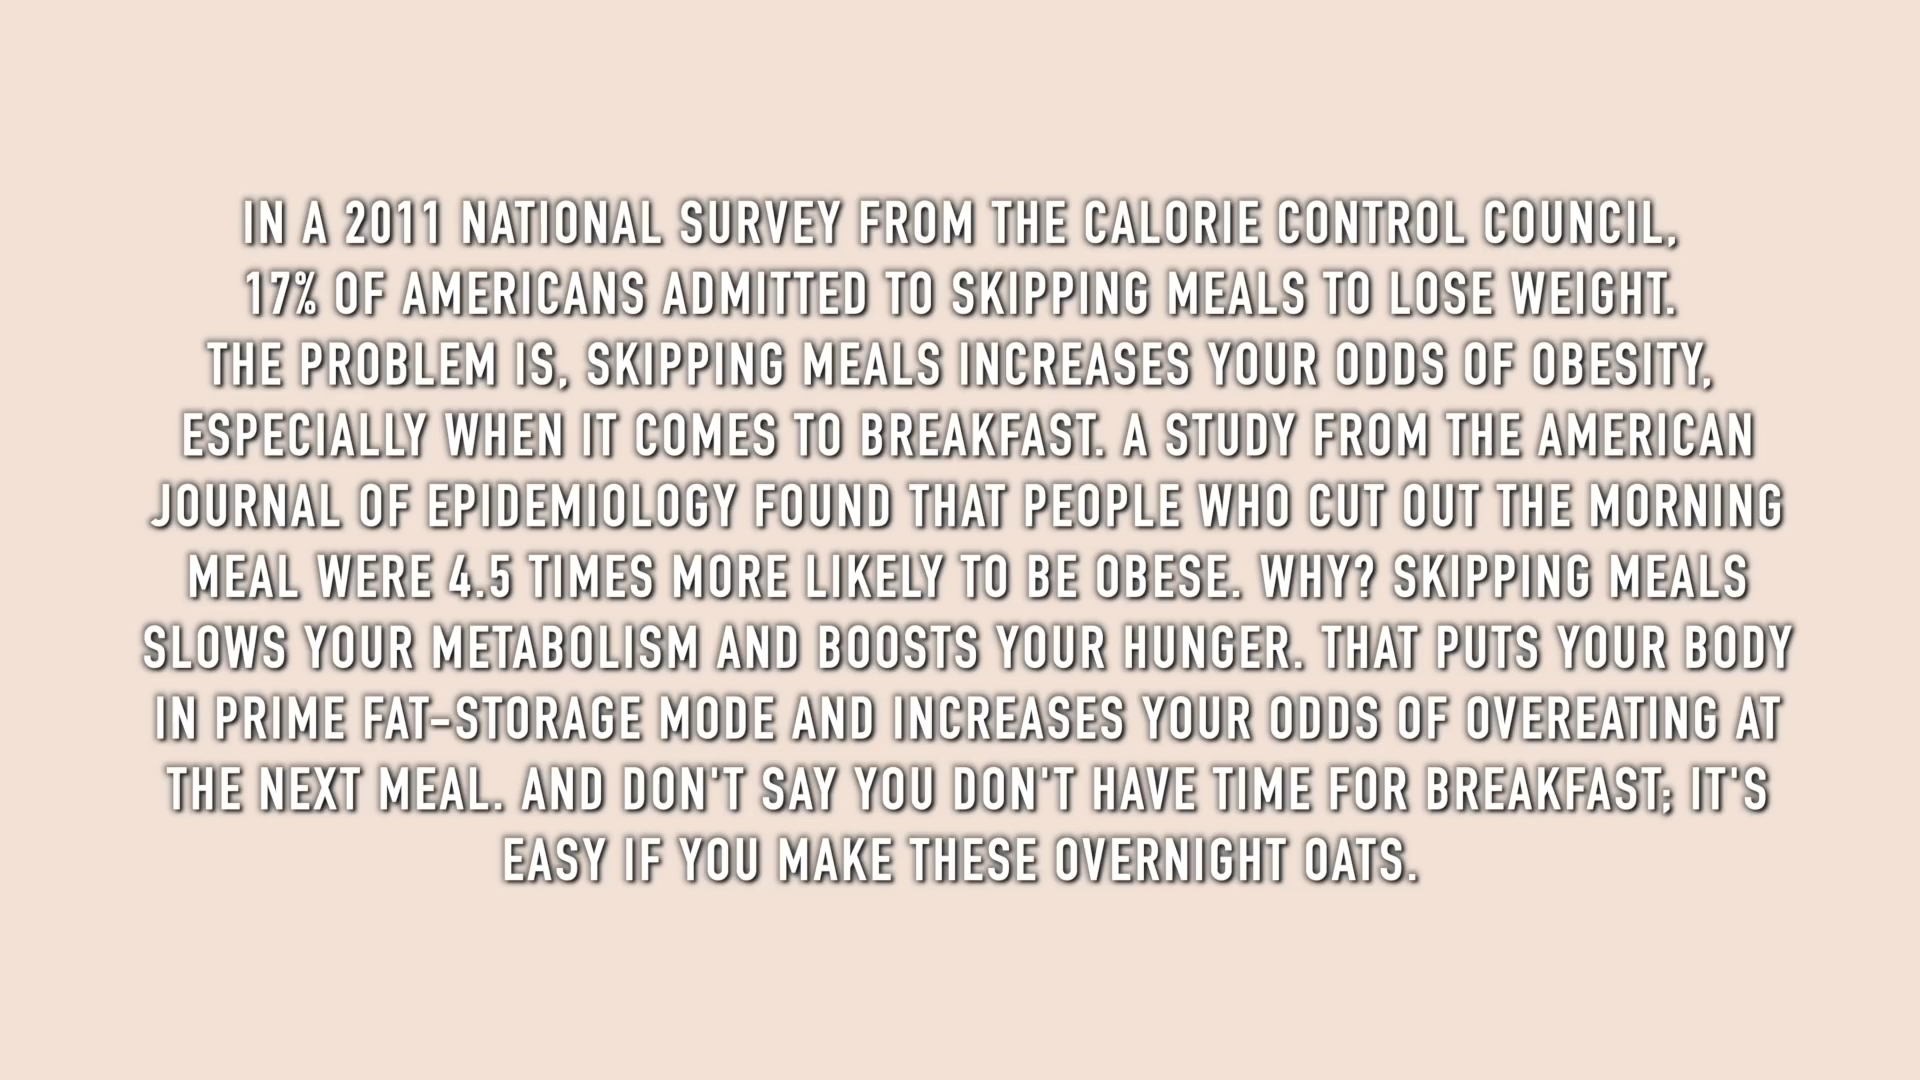 IN A 2011 NATIONAL SURVEY FROM THE CALORIE CONTROL COUNCIL,
17% OF AMERICANS ADMITTED TO SKIPPING MEALS TO LOSE WEIGHT.
THE PROBLEM IS, SKIPPING MEALS INCREASES YOUR ODDS OF OBESITY,
ESPECIALLY WHEN IT COMES TO BREAKFAST. A STUDY FROM THE AMERICAN
JOURNAL OF EPIDEMIOLOGY FOUND THAT PEOPLE WHO CUT OUT THE MORNING
MEAL WERE 4.5 TIMES MORE LIKELY TO BE OBESE. WHY? SKIPPING MEALS
SLOWS YOUR METABOLISM AND BOOSTS YOUR HUNGER. THAT PUTS YOUR BODY
IN PRIME FAT-STORAGE MODE AND INCREASES YOUR ODDS OF OVEREATING AT
THE NEXT MEAL. AND DON'T SAY YOU DON'T HAVE TIME FOR BREAKFAST; IT'S
EASY IF YOU MAKE THESE OVERNIGHT OATS.